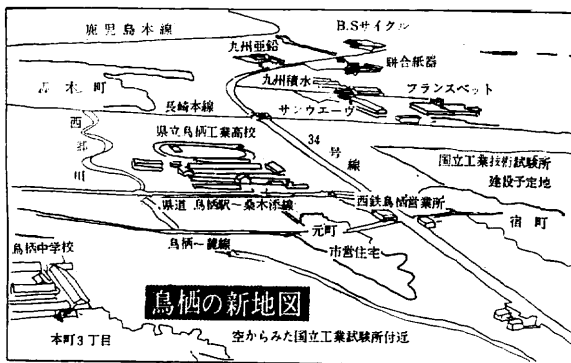 鹿児島本線
B.Sサイクル
九州亜鉛
聨合紙器
九州積水
フランスベット
サンウエーヴ
長崎本線
西部川
県立鳥栖工業高校
34号線
国立工業技術試験所
建設予定地
県道 鳥栖駅〜桑木添線
西鉄鳥栖営業所
宿町
元町
市営住宅
鳥栖中学校
本町3丁目
鳥栖の新地図
空からみた国立工業試験所付近